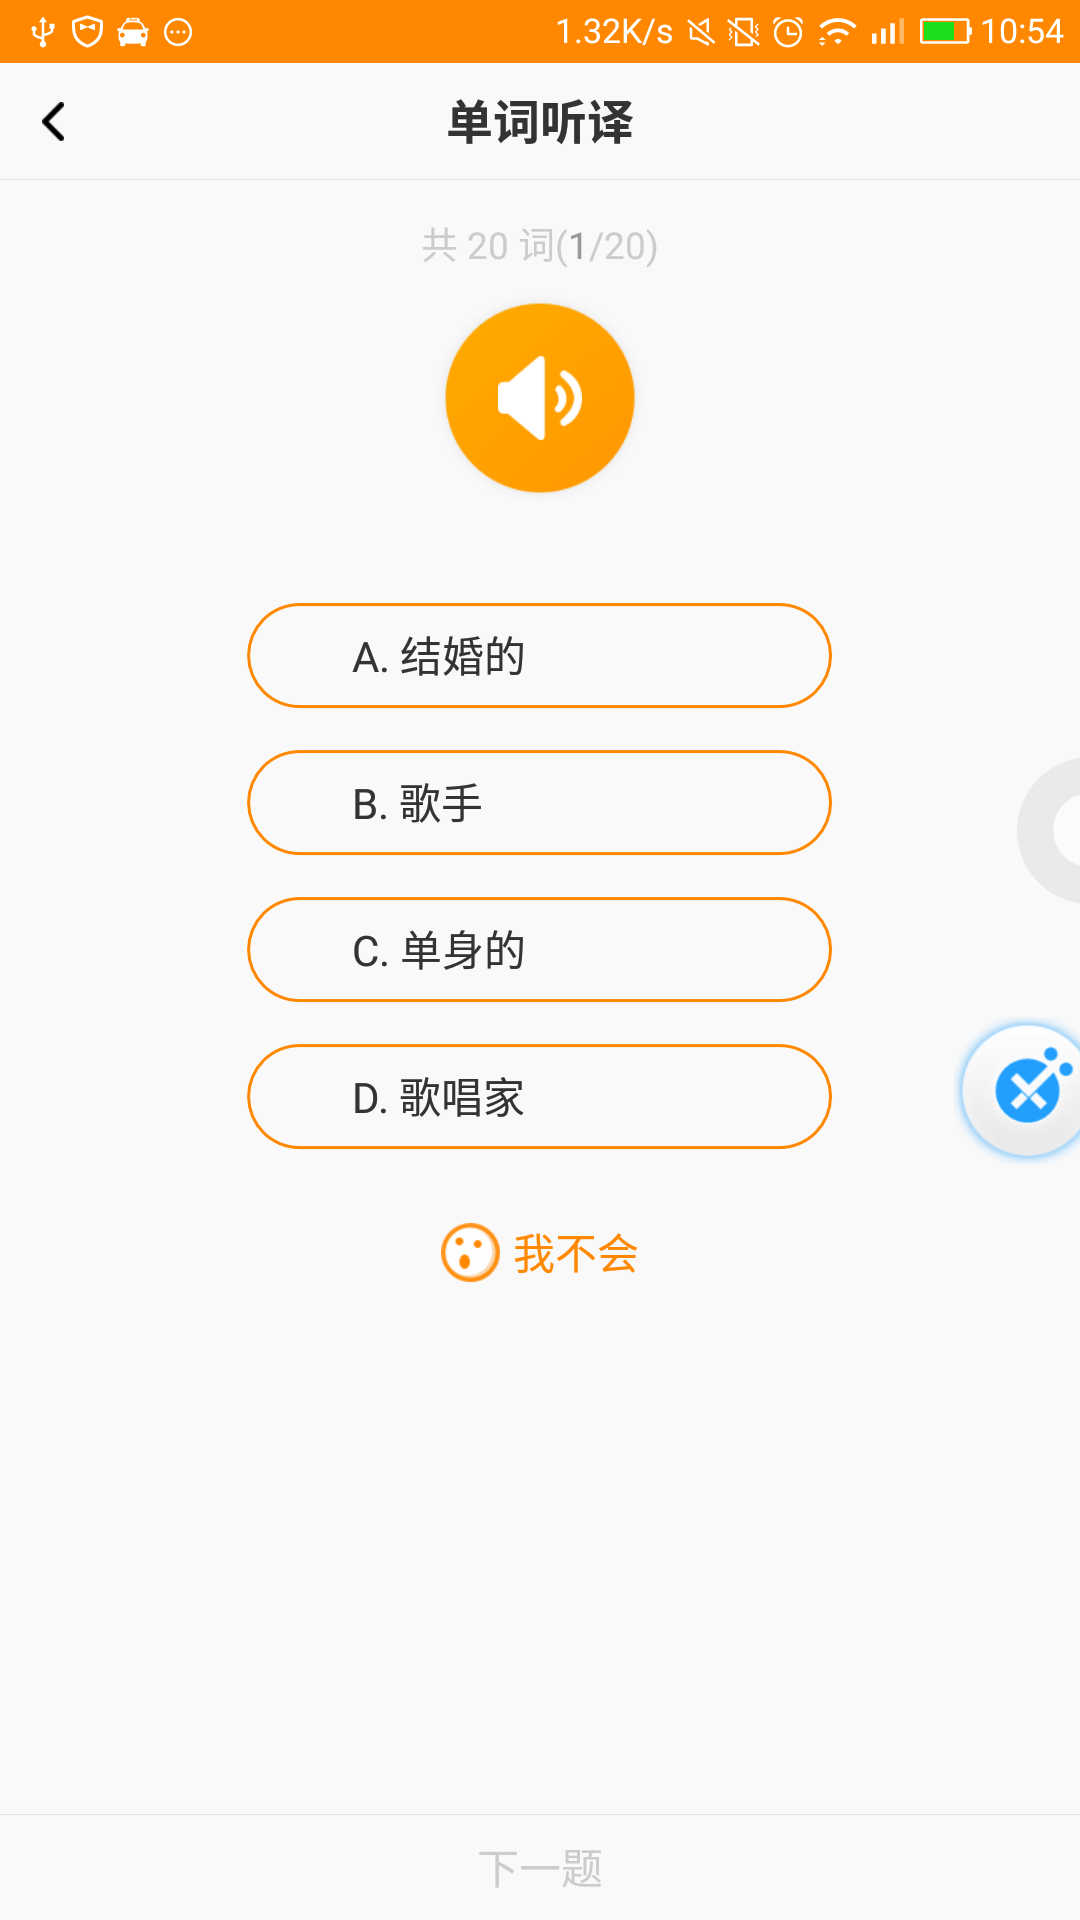 1.32K/s 10:54
单词听译
共 20 词(1/20)
A. 结婚的
B. 歌手
C. 单身的
D. 歌唱家
我不会
下一题